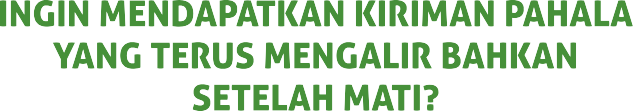 INGIN MENDAPATKAN KIRIMAN PAHALA
YANG TERUS MENGALIR BAHKAN
SETELAH MATI?